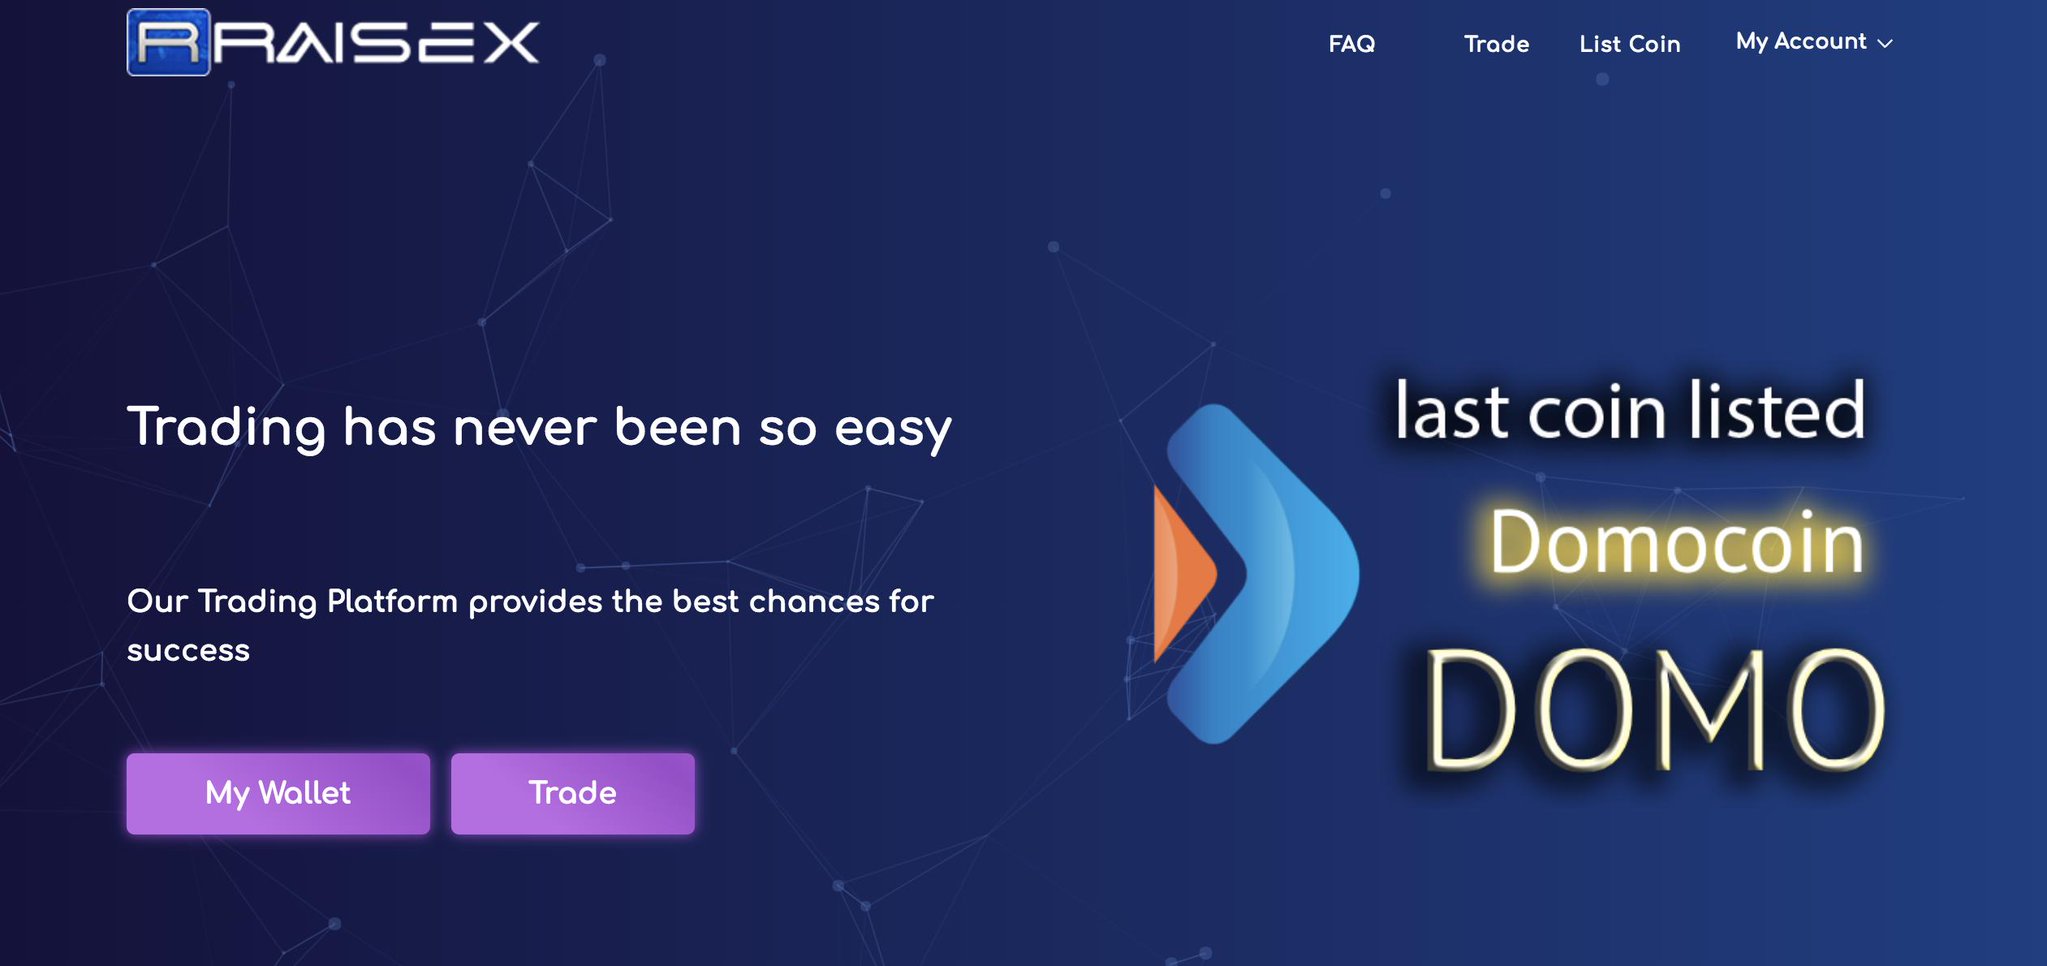 RRAISEX
FAQ
Trade
List Coin
My Account
Trading has never been so easy
Our Trading Platform provides the best chances for
success
My Wallet
Trade
last coin listed
Domocoin
DOMO